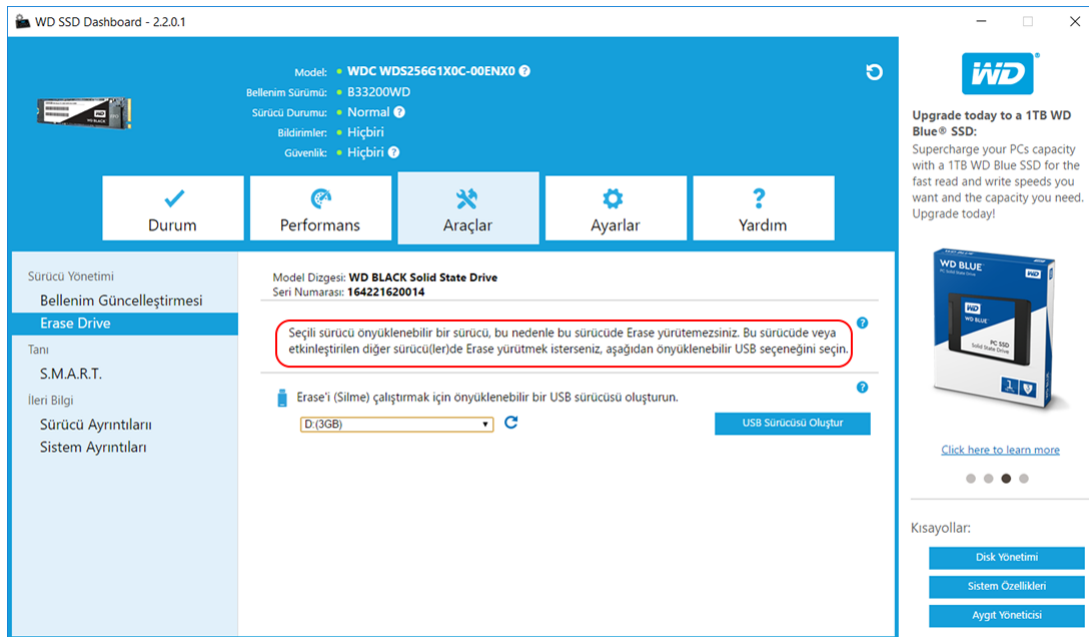 WD SSD Dashboard - 2.2.0.1
Model: WDC WDS256G1X0C-00ENX0
Bellenim Sürümü: B33200WD
Sürücü Durumu: Normal
Bildirimler: Hiçbiri
Güvenlik: Hiçbiri
Durum
Performans
Araçlar
Ayarlar
Yardım
Sürücü Yönetimi
Bellenim Güncelleştirmesi
Erase Drive
Tanı
S.M.A.R.T.
İleri Bilgi
Sürücü Ayrıntılarıı
Sistem Ayrıntıları
Model Dizgesi: WD BLACK Solid State Drive
Seri Numarası: 164221620014
Seçili sürücü önyüklenebilir bir sürücü, bu nedenle bu sürücüde Erase yürütemezsiniz. Bu sürücüde veya
etkinleştirilen diğer sürücü(ler)de Erase yürütmek isterseniz, aşağıdan önyüklenebilir USB seçeneğini seçin.
Erase'i (Silme) çalıştırmak için önyüklenebilir bir USB sürücüsü oluşturun.
D:(3GB)
USB Sürücüsü Oluştur
WD
Upgrade today to a 1TB WD
Blue® SSD:
Supercharge your PCs capacity
with a 1TB WD Blue SSD for the
fast read and write speeds you
want and the capacity you need.
Upgrade today!
WD BLUE
WD
WD
WD BLUE
PC SSD
Solid State Drive
Click here to learn more
Kısayollar:
Disk Yönetimi
Sistem Özellikleri
Aygıt Yöneticisi